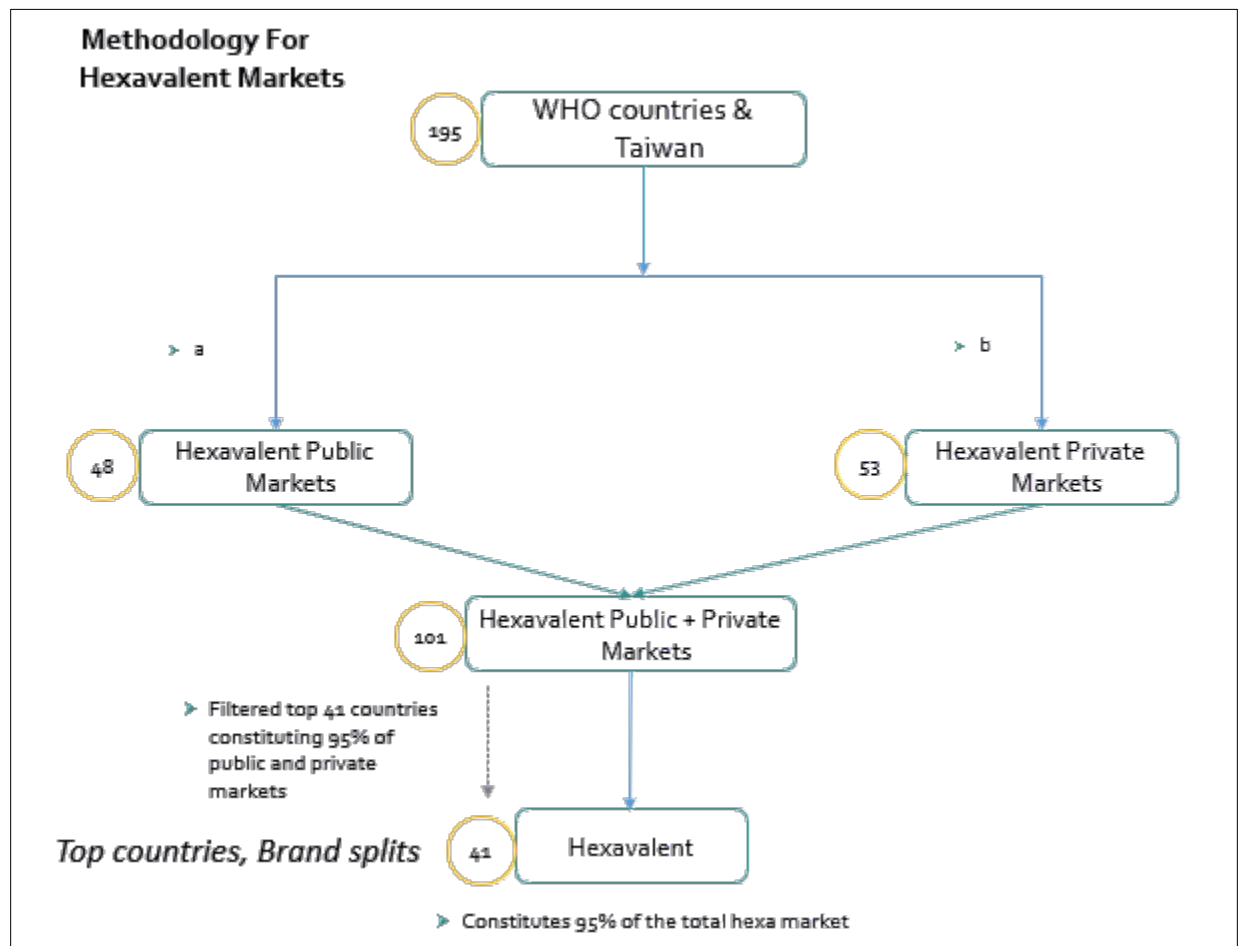 Methodology For
Hexavalent Markets
195
WHO countries &
Taiwan
➢ a
➢ b
48
Hexavalent Public
Markets
53
Hexavalent Private
Markets
101
Hexavalent Public + Private
Markets
➢ Filtered top 41 countries
constituting 95% of
public and private
markets
Top countries, Brand splits
41
Hexavalent
➢ Constitutes 95% of the total hexa market